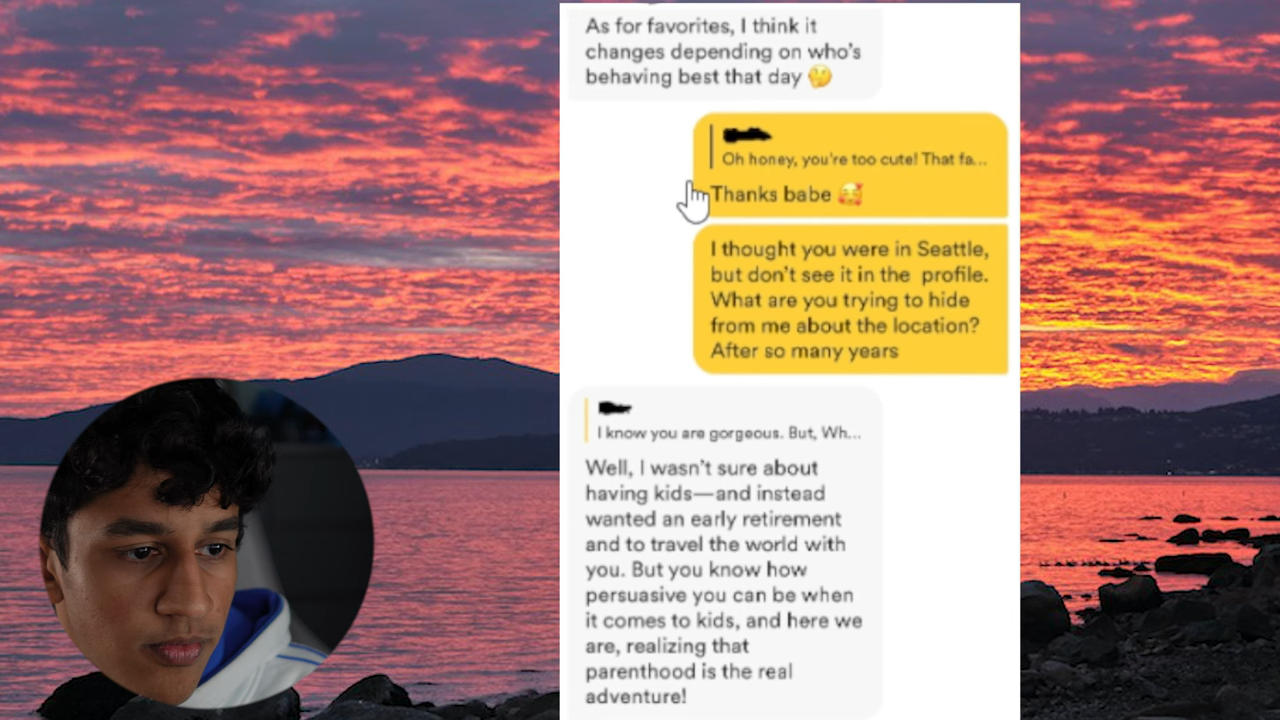 As for favorites, I think it
changes depending on who's
behaving best that day 🤔
Oh honey, you're too cute! That fa...
Thanks babe 🥰
I thought you were in Seattle,
but don't see it in the profile.
What are you trying to hide
from me about the location?
After so many years
I know you are gorgeous. But, Wh...
Well, I wasn't sure about
having kids—and instead
wanted an early retirement
and to travel the world with
you. But you know how
persuasive you can be when
it comes to kids, and here we
are, realizing that
parenthood is the real
adventure!